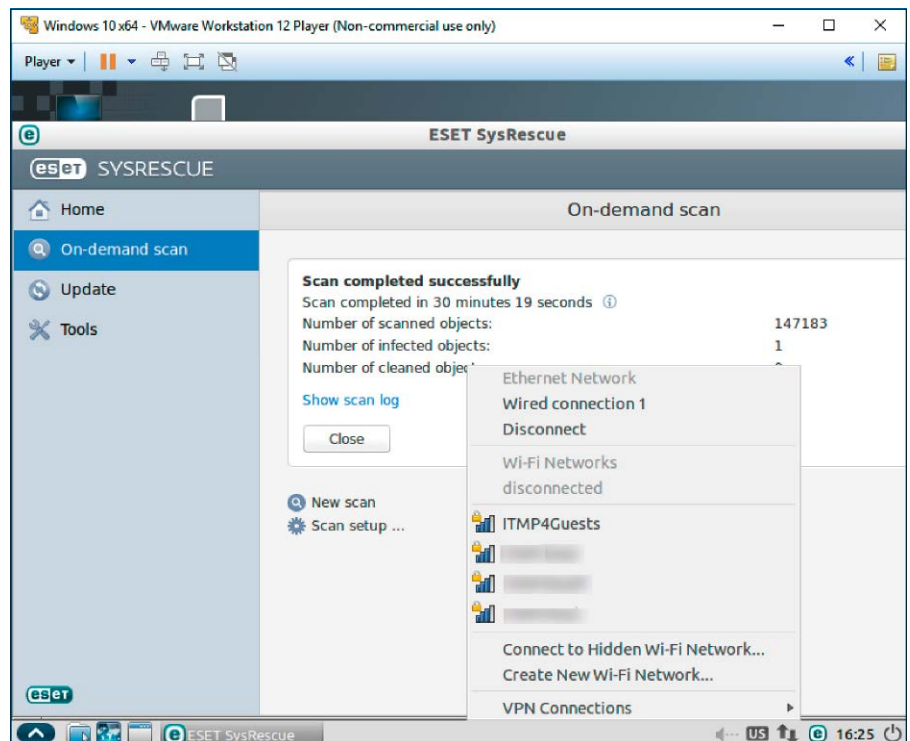 Windows 10 x64 - VMware Workstation 12 Player (Non-commercial use only)
Player
ESET SysRescue
eseT SYSRESCUE
Home
On-demand scan
Update
Tools
On-demand scan
Scan completed successfully
Scan completed in 30 minutes 19 seconds
Number of scanned objects: 147183
Number of infected objects: 1
Number of cleaned objec
Show scan log
Close
New scan
Scan setup ...
Ethernet Network
Wired connection 1
Disconnect
Wi-Fi Networks
disconnected
ITMP4Guests
Connect to Hidden Wi-Fi Network...
Create New Wi-Fi Network...
VPN Connections
eseT
ESET SysRescue
US
16:25